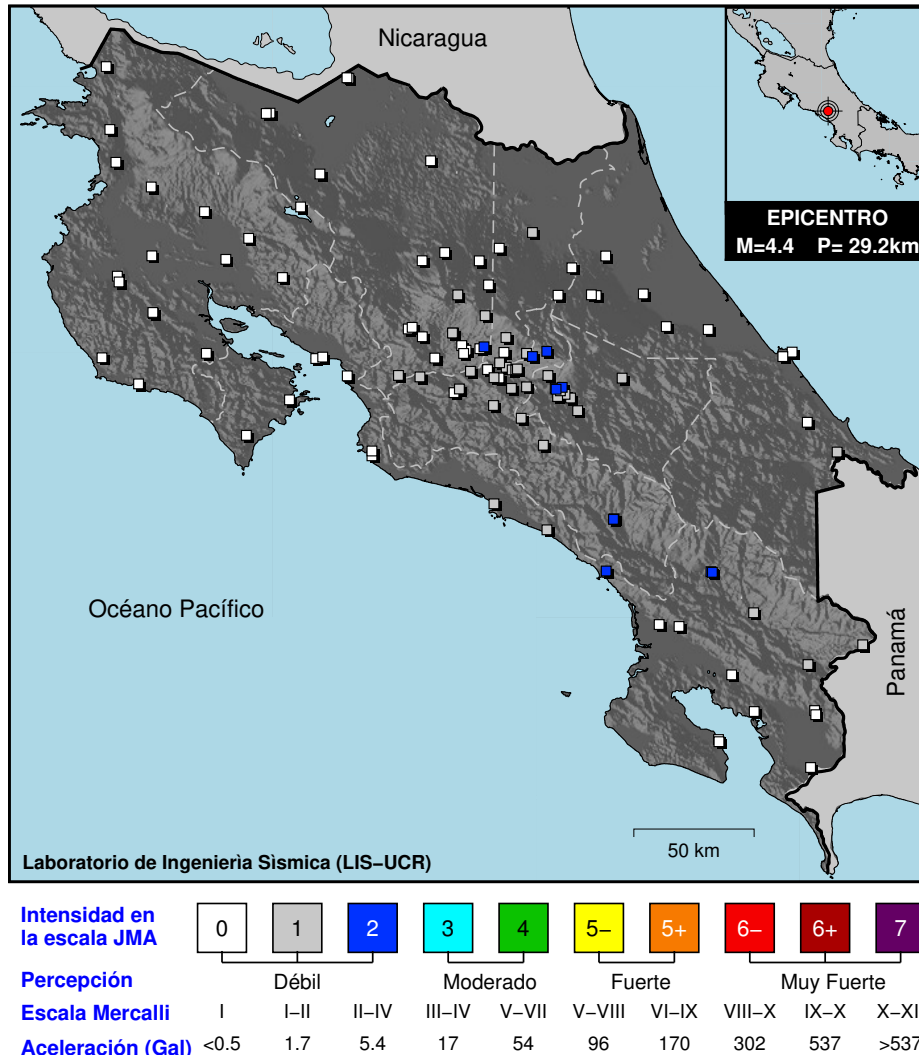 Nicaragua
EPICENTRO
M=4.4 P= 29.2km
Océano Pacífico
Panamá
50 km
Laboratorio de Ingenierìa Sìsmica (LIS–UCR)
Intensidad en
la escala JMA
0 1 2 3 4 5– 5+ 6– 6+ 7
Percepción Débil Moderado Fuerte Muy Fuerte
Escala Mercalli I I–II II–IV III–IV V–VII V–VIII VI–IX VIII–X IX–X X–XI
Aceleración (Gal) <0.5 1.7 5.4 17 54 96 170 302 537 >537